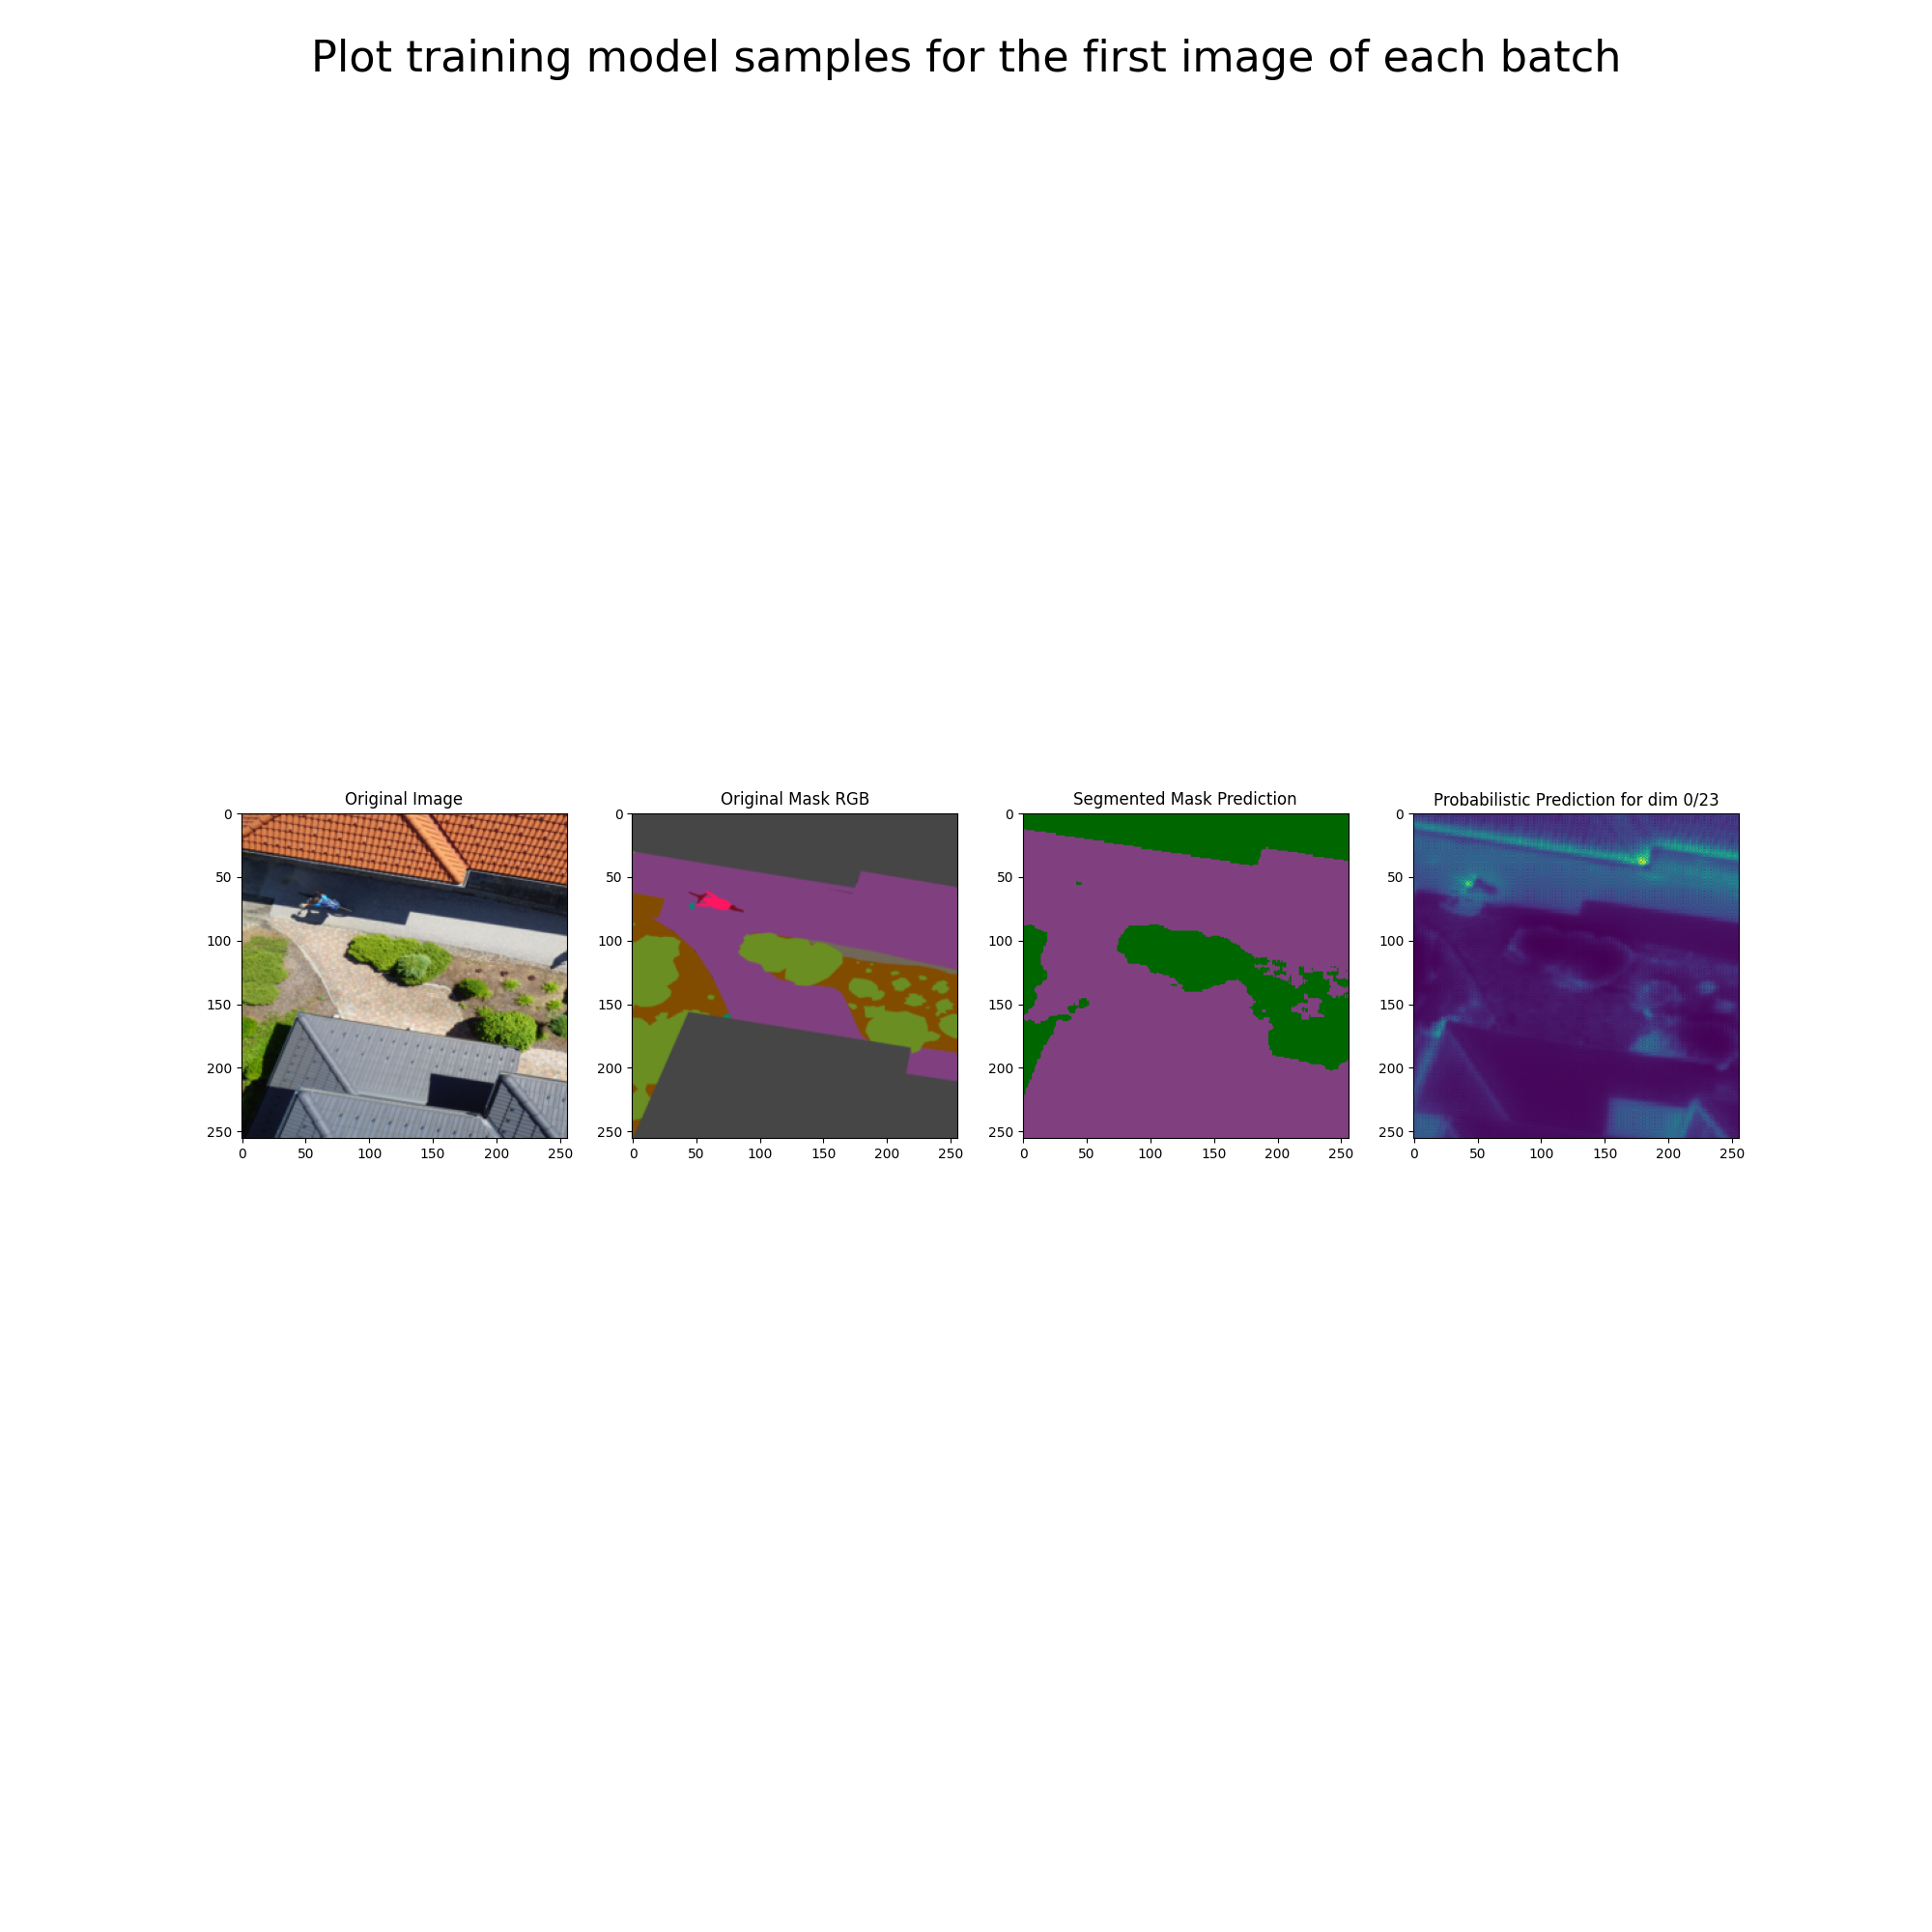 Plot training model samples for the first image of each batch
Original Image
Original Mask RGB
Segmented Mask Prediction
Probabilistic Prediction for dim 0/23
0
50
100
150
200
250
0 50 100 150 200 250
0
50
100
150
200
250
0 50 100 150 200 250
0
50
100
150
200
250
0 50 100 150 200 250
0
50
100
150
200
250
0 50 100 150 200 250